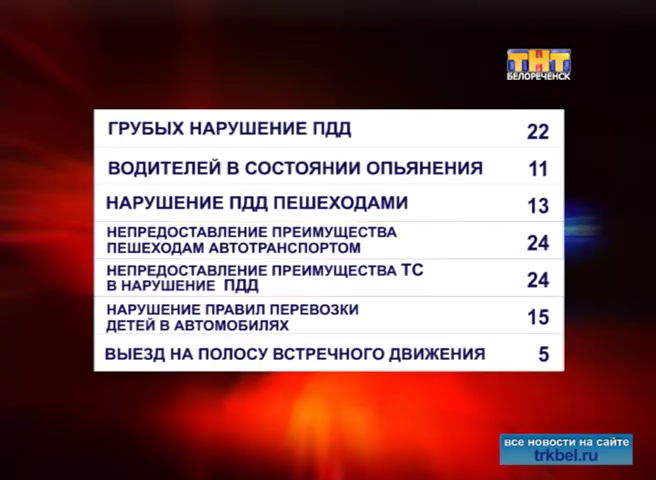 ТНТ
БЕЛОРЕЧЕНСК
ГРУБЫХ НАРУШЕНИЕ ПДД 22
ВОДИТЕЛЕЙ В СОСТОЯНИИ ОПЬЯНЕНИЯ 11
НАРУШЕНИЕ ПДД ПЕШЕХОДАМИ 13
НЕПРЕДОСТАВЛЕНИЕ ПРЕИМУЩЕСТВА
ПЕШЕХОДАМ АВТОТРАНСПОРТОМ 24
НЕПРЕДОСТАВЛЕНИЕ ПРЕИМУЩЕСТВА ТС
В НАРУШЕНИЕ ПДД 24
НАРУШЕНИЕ ПРАВИЛ ПЕРЕВОЗКИ
ДЕТЕЙ В АВТОМОБИЛЯХ 15
ВЫЕЗД НА ПОЛОСУ ВСТРЕЧНОГО ДВИЖЕНИЯ 5
все новости на сайте
trkbel.ru